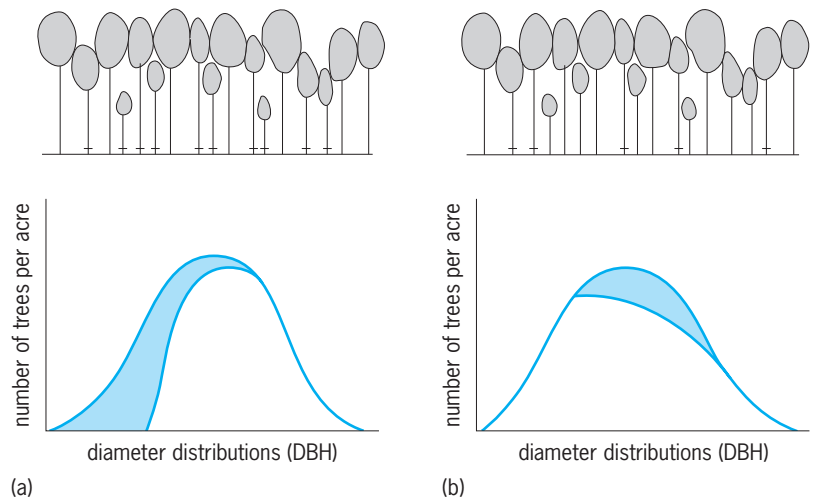 number of trees per acre
diameter distributions (DBH)
(a)
number of trees per acre
diameter distributions (DBH)
(b)